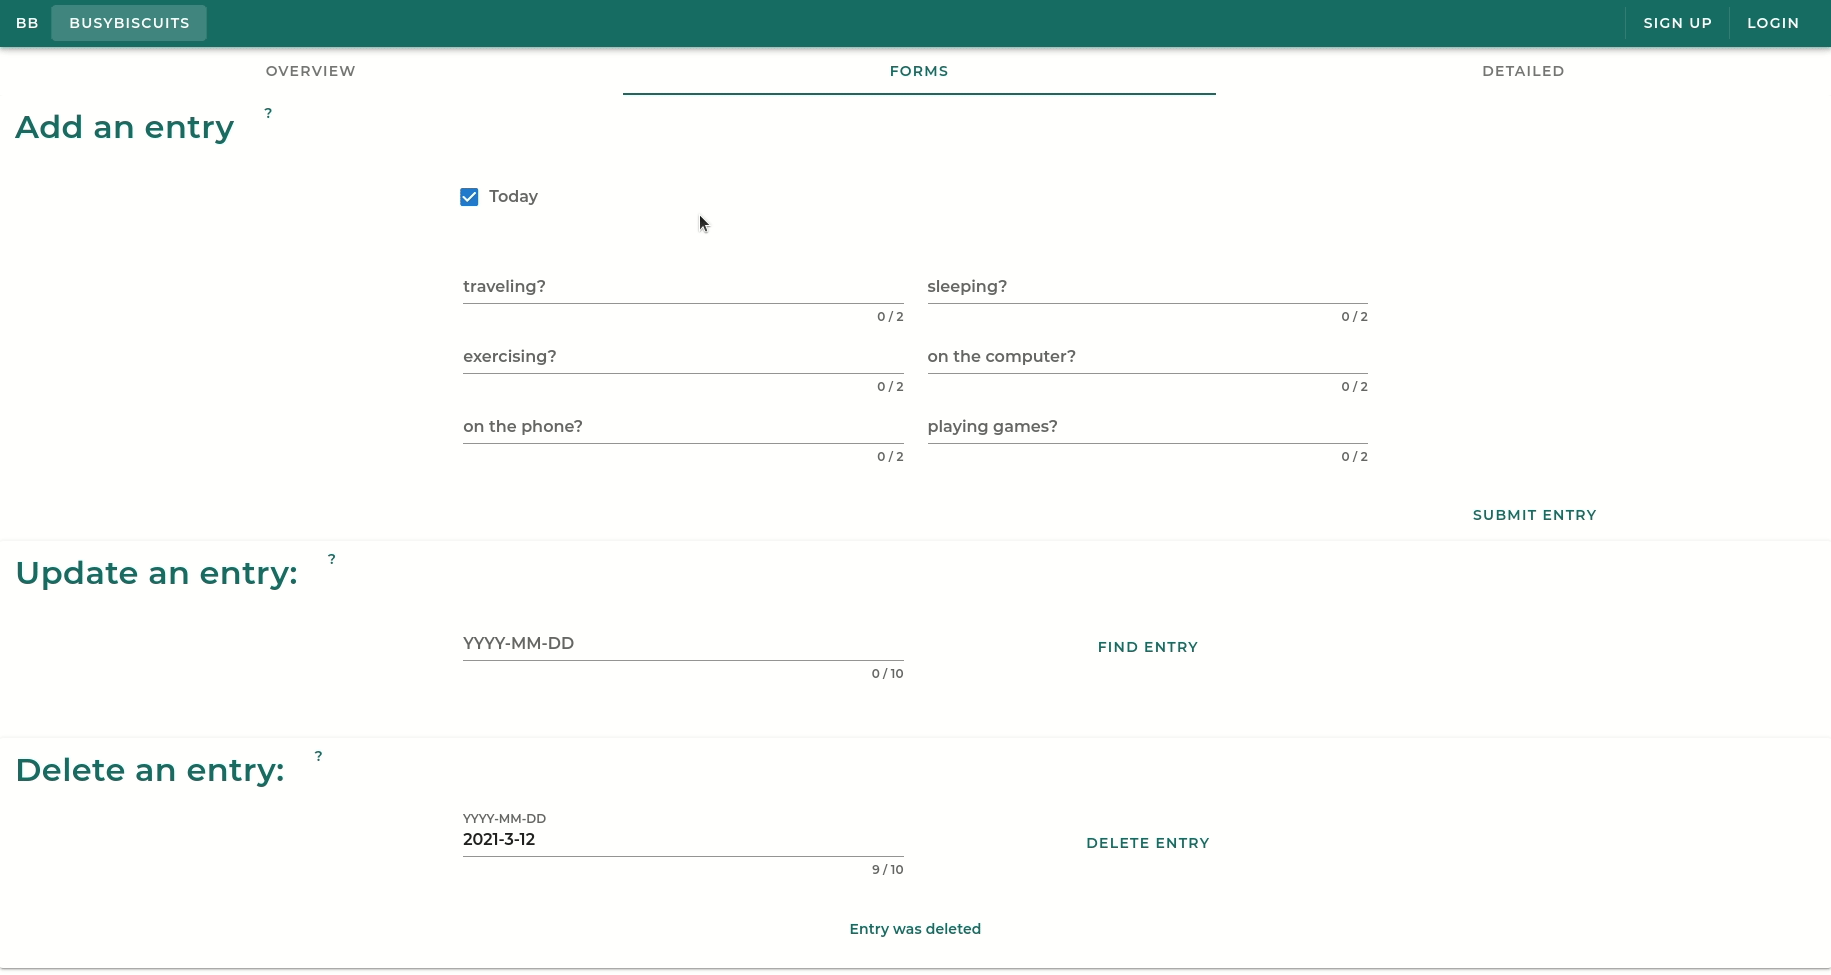 BB BUSYBISCUITS SIGN UP LOGIN
OVERVIEW FORMS DETAILED
Add an entry ?
Today
traveling? sleeping?
0 / 2 0 / 2
exercising? on the computer?
0 / 2 0 / 2
on the phone? playing games?
0 / 2 0 / 2
SUBMIT ENTRY
Update an entry: ?
YYYY-MM-DD FIND ENTRY
0 / 10
Delete an entry: ?
YYYY-MM-DD
2021-3-12 DELETE ENTRY
9 / 10
Entry was deleted